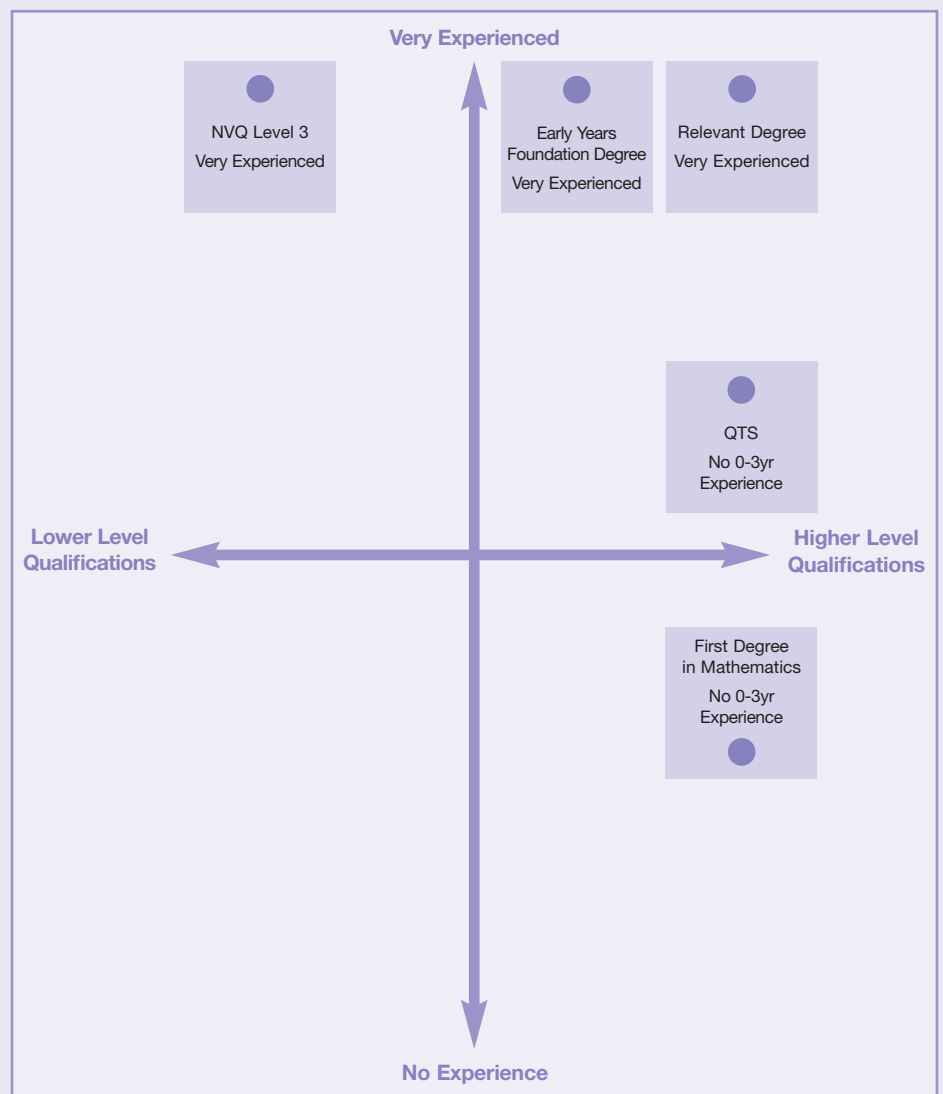 Very Experienced
NVQ Level 3
Very Experienced
Early Years
Foundation Degree
Very Experienced
Relevant Degree
Very Experienced
QTS
No 0-3yr
Experience
Lower Level
Qualifications
Higher Level
Qualifications
First Degree
in Mathematics
No 0-3yr
Experience
No Experience